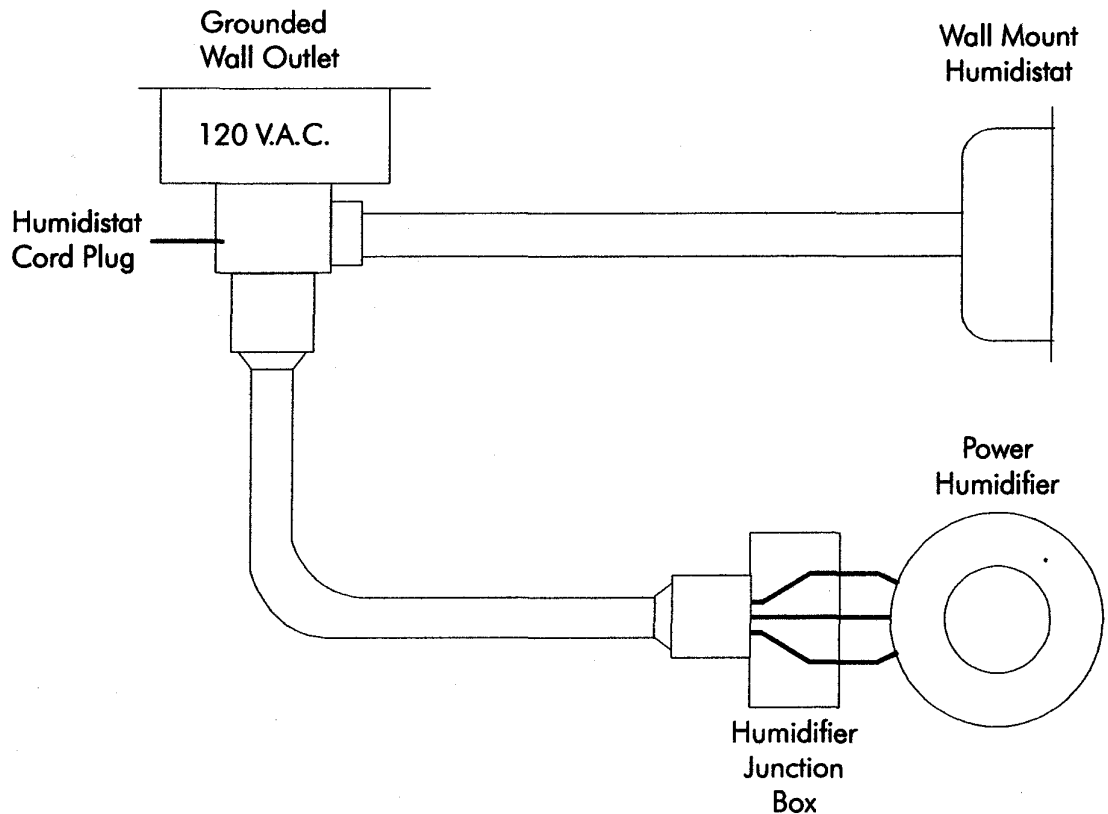 Grounded
Wall Outlet
Wall Mount
Humidistat
120 V.A.C.
Humidistat
Cord Plug
Power
Humidifier
Humidifier
Junction
Box